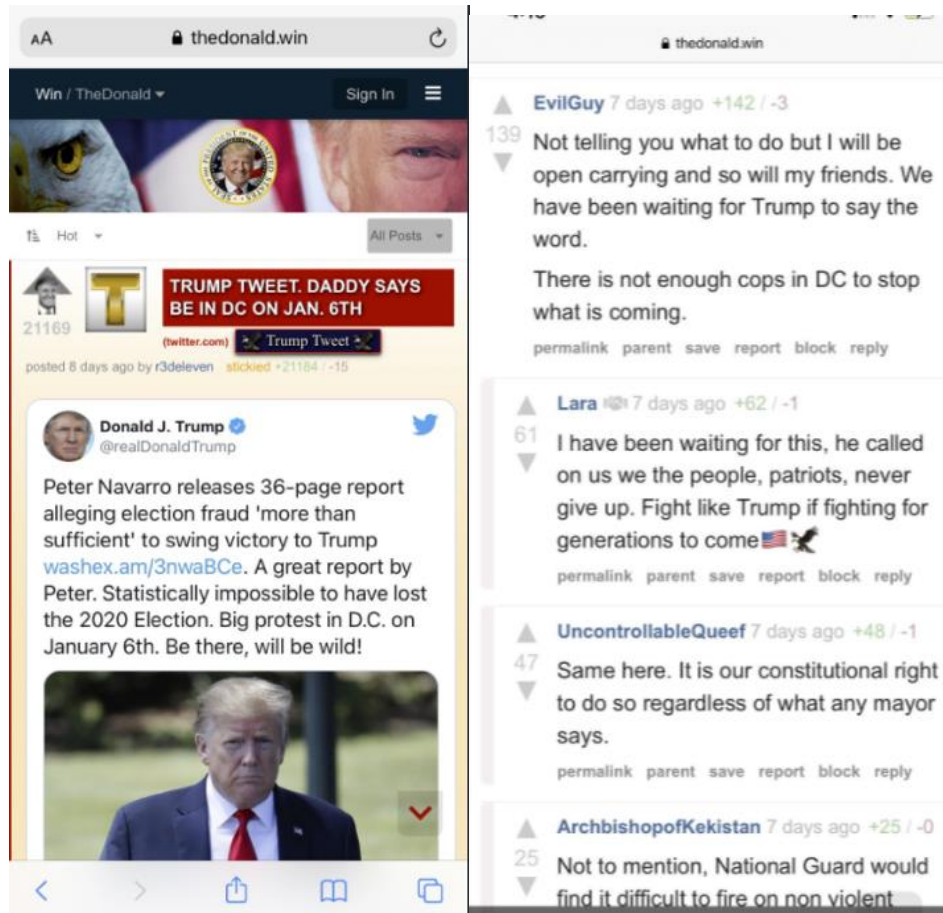 AA thedonald.win
Win / TheDonald Sign In
Hot All Posts
21169
T
TRUMP TWEET. DADDY SAYS
BE IN DC ON JAN. 6TH
(twitter.com) Trump Tweet
posted 8 days ago by r3deleven stickied +21184 / -15
Donald J. Trump
@realDonaldTrump
Peter Navarro releases 36-page report
alleging election fraud 'more than
sufficient' to swing victory to Trump
washex.am/3nwaBCe. A great report by
Peter. Statistically impossible to have lost
the 2020 Election. Big protest in D.C. on
January 6th. Be there, will be wild!
thedonald.win
EvilGuy 7 days ago +142 / -3
139
Not telling you what to do but I will be
open carrying and so will my friends. We
have been waiting for Trump to say the
word.
There is not enough cops in DC to stop
what is coming.
permalink parent save report block reply
Lara 7 days ago +62 / -1
61
I have been waiting for this, he called
on us we the people, patriots, never
give up. Fight like Trump if fighting for
generations to come
permalink parent save report block reply
UncontrollableQueef 7 days ago +48 / -1
47
Same here. It is our constitutional right
to do so regardless of what any mayor
says.
permalink parent save report block reply
ArchbishopofKekistan 7 days ago +25 / -0
25
Not to mention, National Guard would
find it difficult to fire on non violent